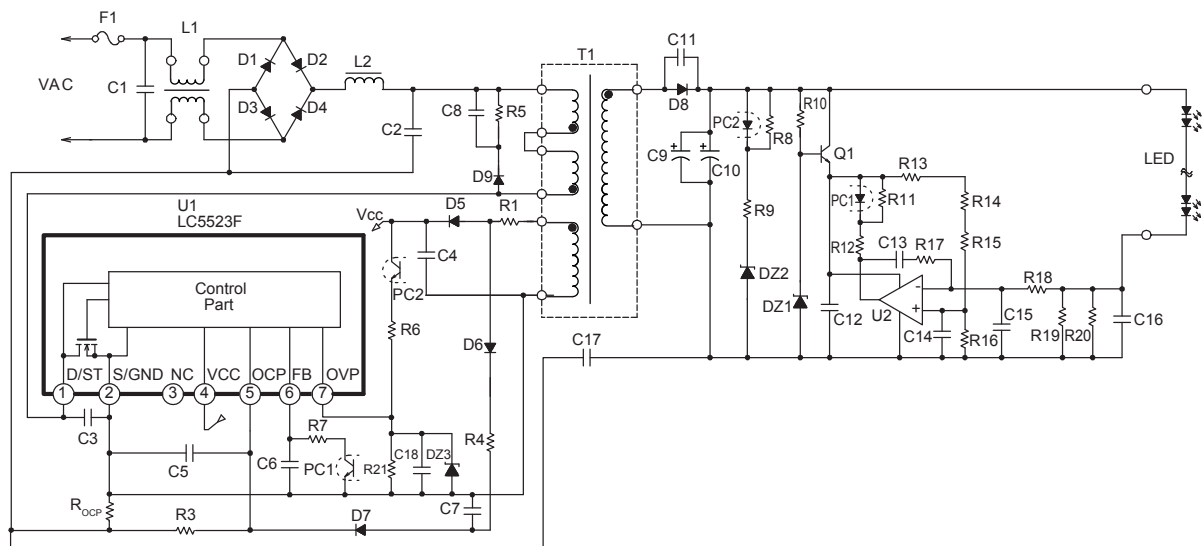 F1
L1
T1
C11
VAC
C1
D1
D2
D3
D4
L2
C8
R5
C2
D9
D8
C9
C10
PC2
R8
R10
Q1
R9
DZ2
DZ1
R13
PC1
R11
R14
R12
C13
R17
R15
R18
U2
C12
C14
R16
C15
R19
R20
C16
LED
U1
LC5523F
Vcc
D5
R1
C4
PC2
R6
D6
C17
Control
Part
D/ST
S/GND
NC
VCC
OCP
FB
OVP
1
2
3
4
5
6
7
C3
C5
C6
R7
PC1
R21
C18
DZ3
R4
C7
ROCP
R3
D7
-
+
+
+